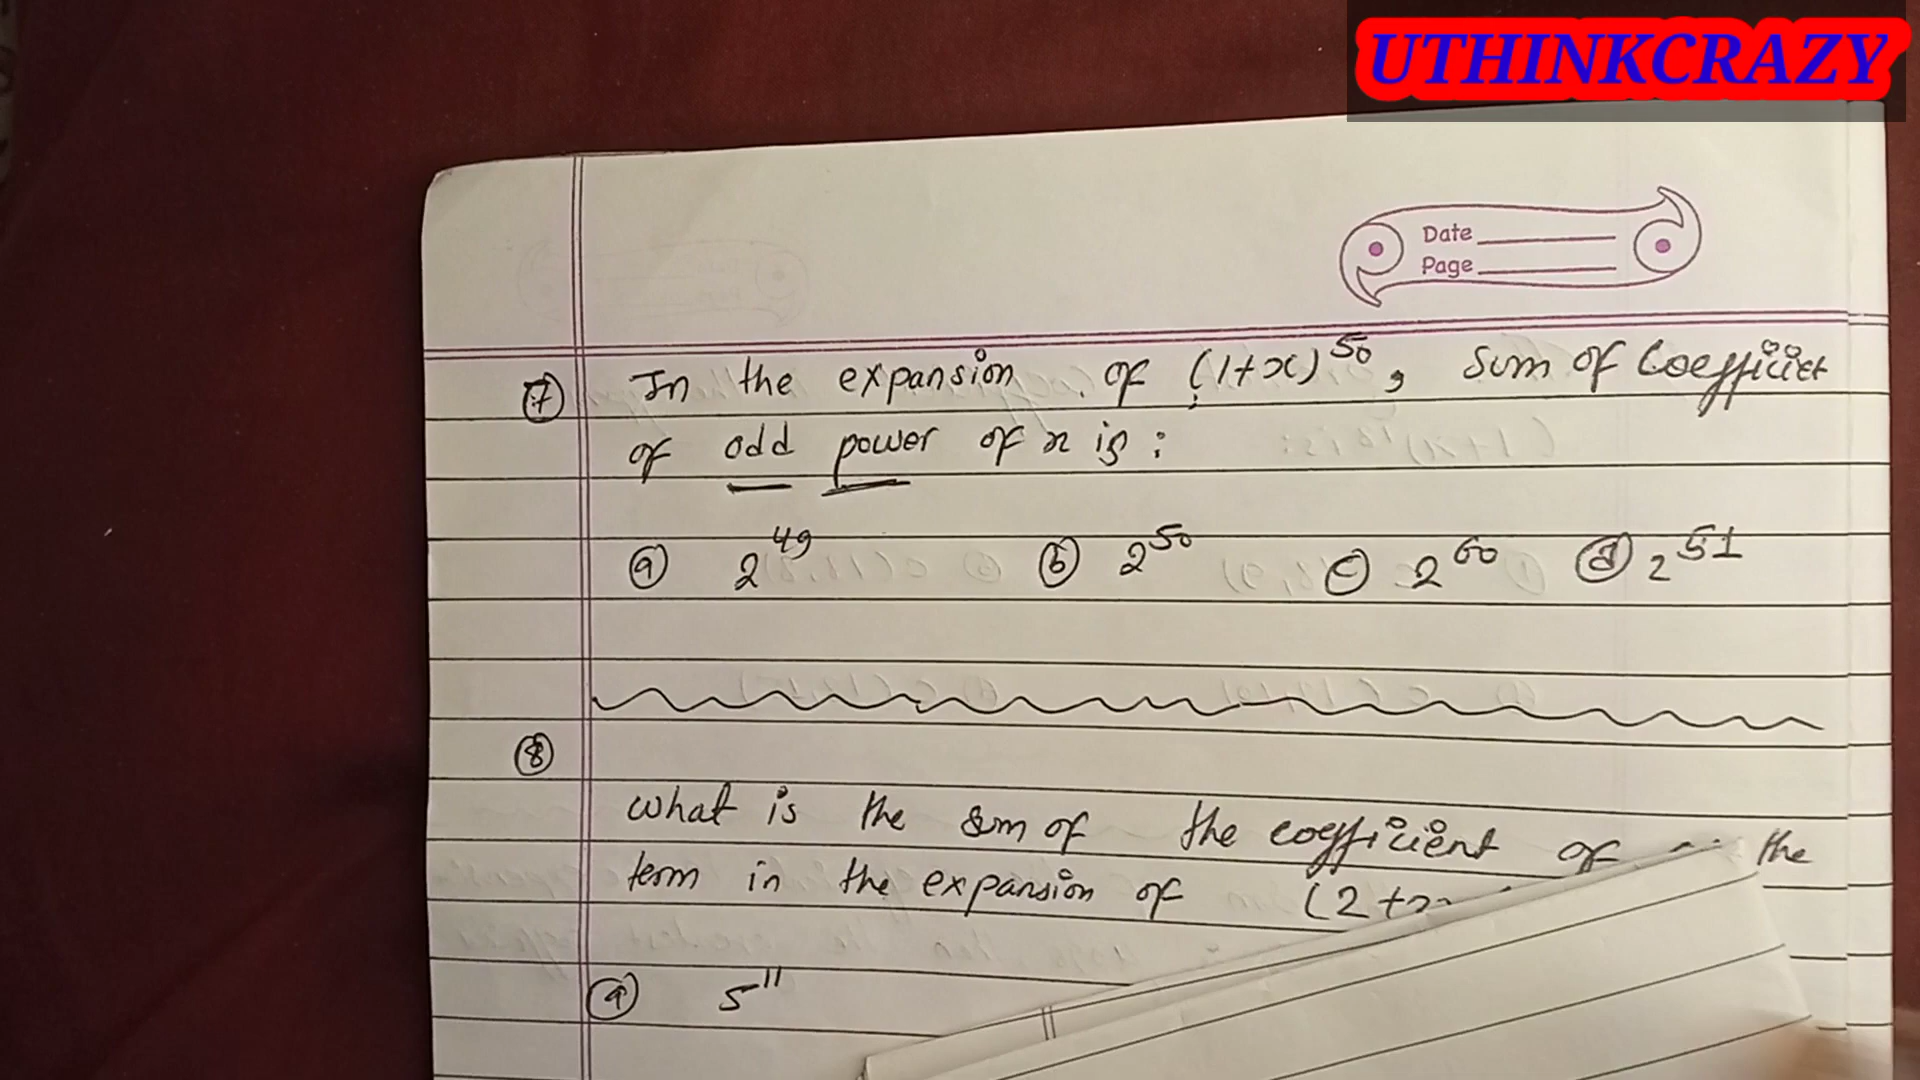 UTHINKCRAZY
Date
Page
7 In the expansion of (1+x)^50, sum of Coefficient
of odd power of x is:
a 2^49 b 2^50 c 2^60 d 2^51
8
what is the sum of the coefficient of the
term in the expansion of (2+
a 5^11